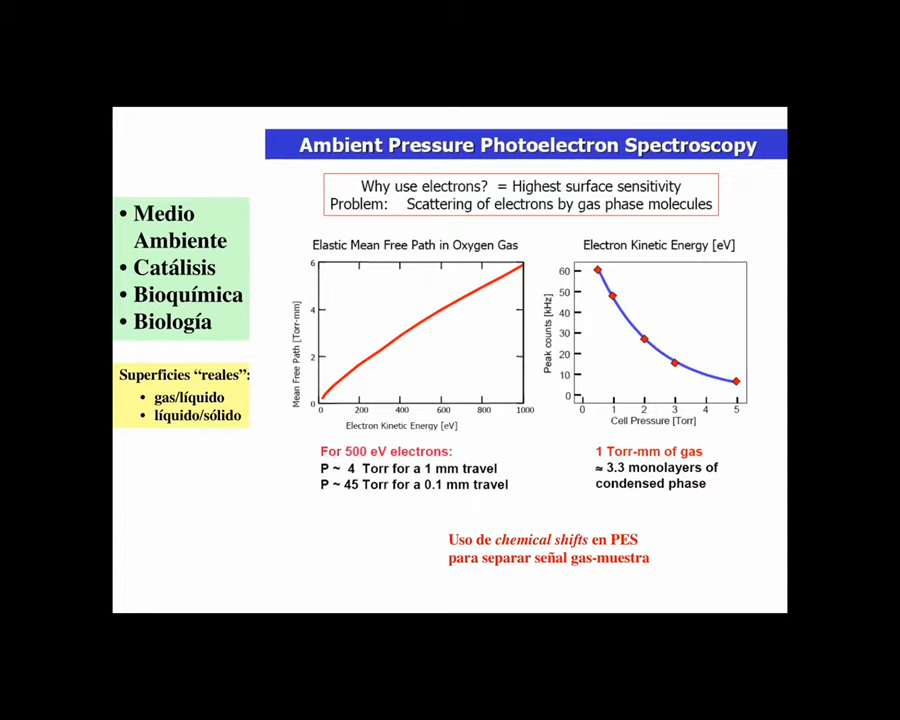 Ambient Pressure Photoelectron Spectroscopy
Why use electrons? = Highest surface sensitivity
Problem: Scattering of electrons by gas phase molecules
• Medio
Ambiente
• Catálisis
• Bioquímica
• Biología
Superficies “reales”:
• gas/líquido
• líquido/sólido
Elastic Mean Free Path in Oxygen Gas
Mean Free Path [Torr-mm]
6
4
2
0
0 200 400 600 800 1000
Electron Kinetic Energy [eV]
For 500 eV electrons:
P ~ 4 Torr for a 1 mm travel
P ~ 45 Torr for a 0.1 mm travel
Electron Kinetic Energy [eV]
Peak counts [kHz]
60
50
40
30
20
10
0
0 1 2 3 4 5
Cell Pressure [Torr]
1 Torr-mm of gas
≈ 3.3 monolayers of
condensed phase
Uso de chemical shifts en PES
para separar señal gas-muestra